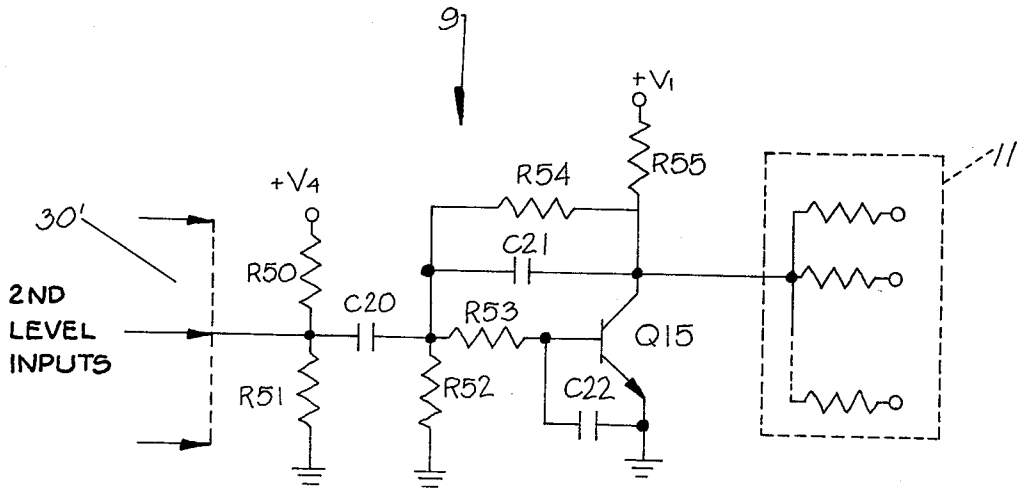 9
+V1
11
R54
R55
+V4
30'
C21
R50
C20
R53
Q15
2ND
LEVEL
INPUTS
R51
R52
C22